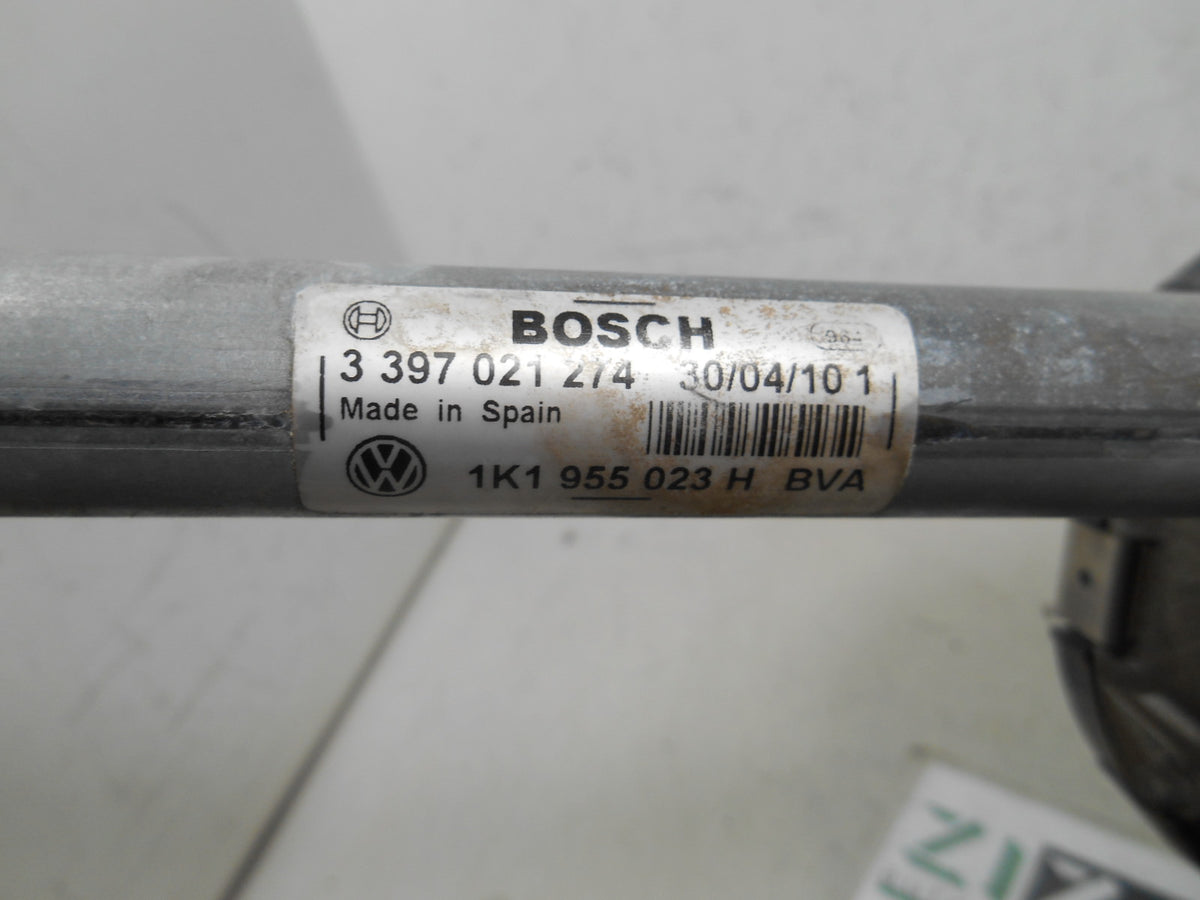 BOSCH
3 397 021 274 30/04/10 1
Made in Spain
1K1 955 023 H BVA